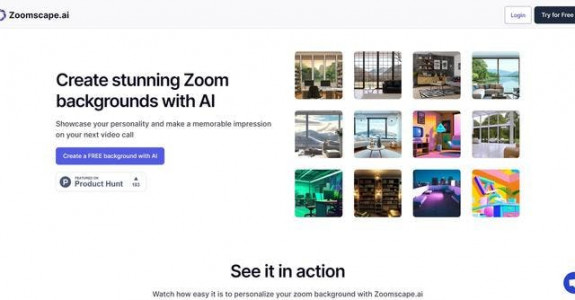 Zoomscape.ai
Login
Try for Free
Create stunning Zoom
backgrounds with AI
Showcase your personality and make a memorable impression
on your next video call
Create a FREE background with AI
FEATURED ON
Product Hunt
▲
183
See it in action
Watch how easy it is to personalize your zoom background with Zoomscape.ai